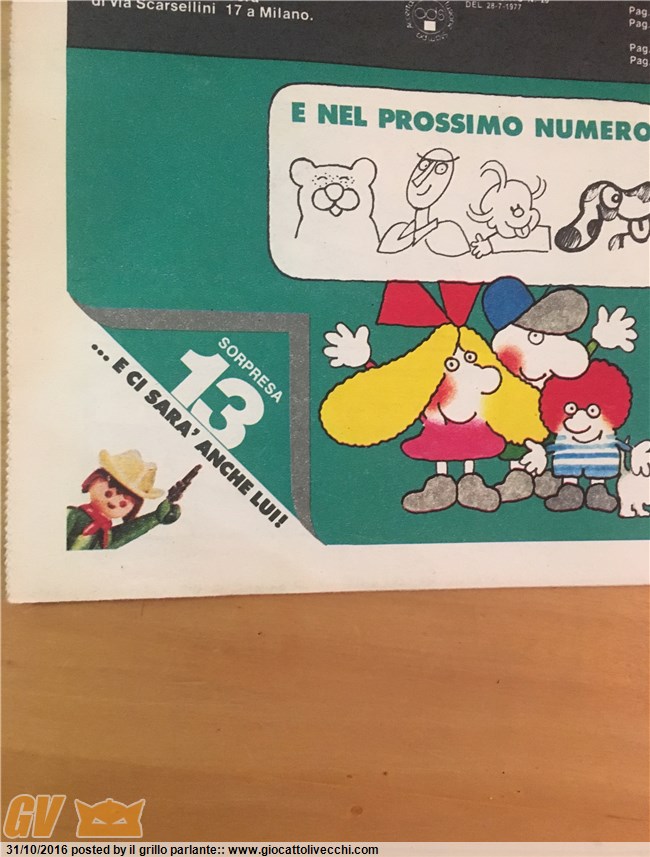 di Via Scarsellini 17 a Milano.
DEL 28-7-1977
Pag.
Pag.
Pag.
Pag.
E NEL PROSSIMO NUMERO
SORPRESA
13
... E CI SARA' ANCHE LUI!
GV
31/10/2016 posted by il grillo parlante:: www.giocattolivecchi.com